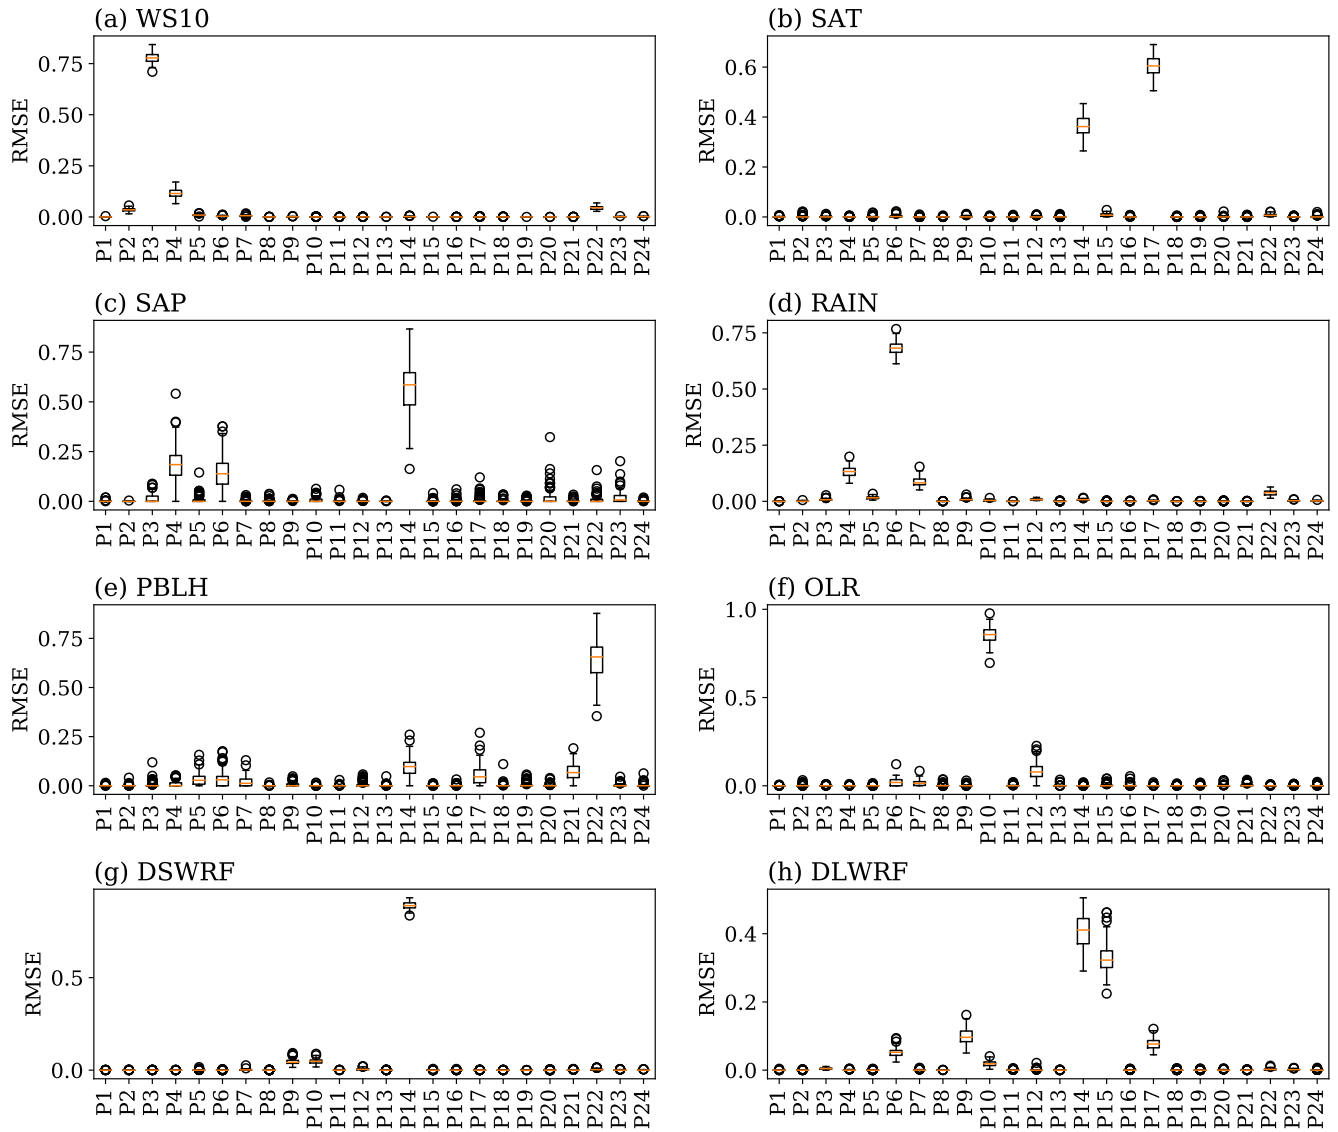 (a) WS10
RMSE
0.75
0.50
0.25
0.00
P1 P2 P3 P4 P5 P6 P7 P8 P9 P10 P11 P12 P13 P14 P15 P16 P17 P18 P19 P20 P21 P22 P23 P24
(b) SAT
RMSE
0.6
0.4
0.2
0.0
P1 P2 P3 P4 P5 P6 P7 P8 P9 P10 P11 P12 P13 P14 P15 P16 P17 P18 P19 P20 P21 P22 P23 P24
(c) SAP
RMSE
0.75
0.50
0.25
0.00
P1 P2 P3 P4 P5 P6 P7 P8 P9 P10 P11 P12 P13 P14 P15 P16 P17 P18 P19 P20 P21 P22 P23 P24
(d) RAIN
RMSE
0.75
0.50
0.25
0.00
P1 P2 P3 P4 P5 P6 P7 P8 P9 P10 P11 P12 P13 P14 P15 P16 P17 P18 P19 P20 P21 P22 P23 P24
(e) PBLH
RMSE
0.75
0.50
0.25
0.00
P1 P2 P3 P4 P5 P6 P7 P8 P9 P10 P11 P12 P13 P14 P15 P16 P17 P18 P19 P20 P21 P22 P23 P24
(f) OLR
RMSE
1.0
0.5
0.0
P1 P2 P3 P4 P5 P6 P7 P8 P9 P10 P11 P12 P13 P14 P15 P16 P17 P18 P19 P20 P21 P22 P23 P24
(g) DSWRF
RMSE
0.5
0.0
P1 P2 P3 P4 P5 P6 P7 P8 P9 P10 P11 P12 P13 P14 P15 P16 P17 P18 P19 P20 P21 P22 P23 P24
(h) DLWRF
RMSE
0.4
0.2
0.0
P1 P2 P3 P4 P5 P6 P7 P8 P9 P10 P11 P12 P13 P14 P15 P16 P17 P18 P19 P20 P21 P22 P23 P24